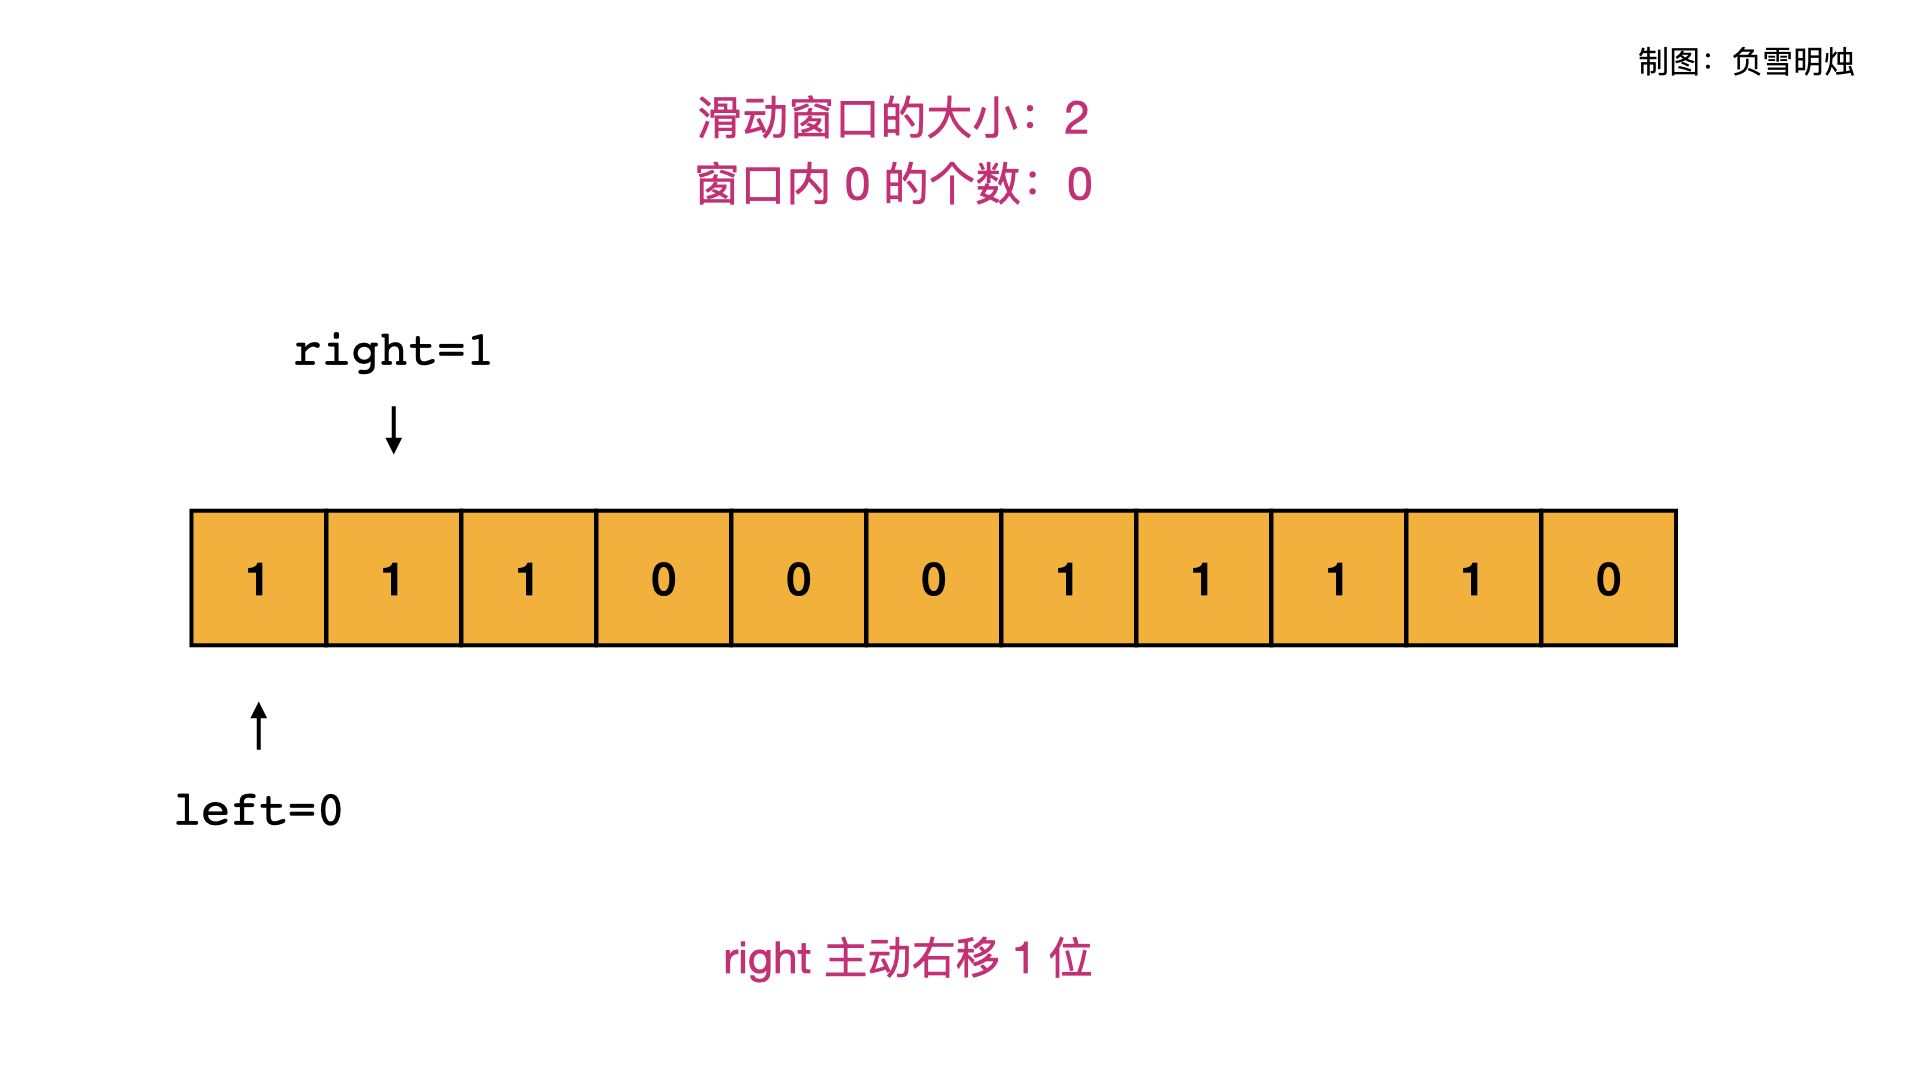 制图：负雪明烛
滑动窗口的大小：2
窗口内 0 的个数：0
right=1
1 1 1 0 0 0 1 1 1 1 0
left=0
right 主动右移 1 位